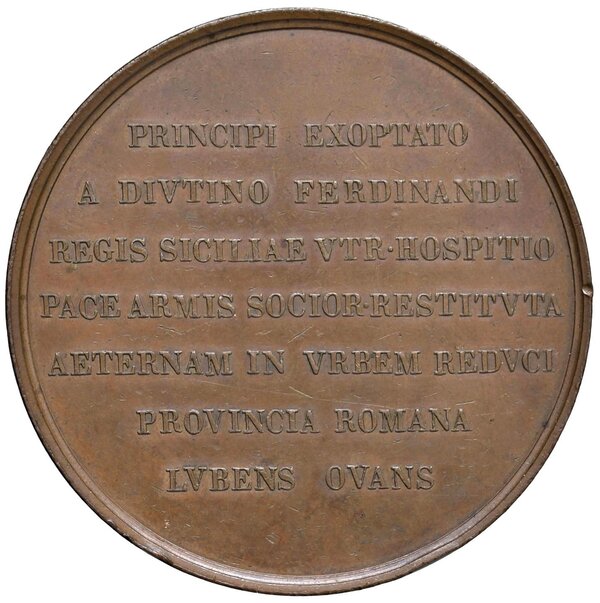 PRINCIPI EXOPTATO
A DIVTINO FERDINANDI
REGIS SICILIAE VTR·HOSPITIO
PACE ARMIS SOCIOR·RESTITVTA
AETERNAM IN VRBEM REDVCI
PROVINCIA ROMANA
LVBENS OVANS